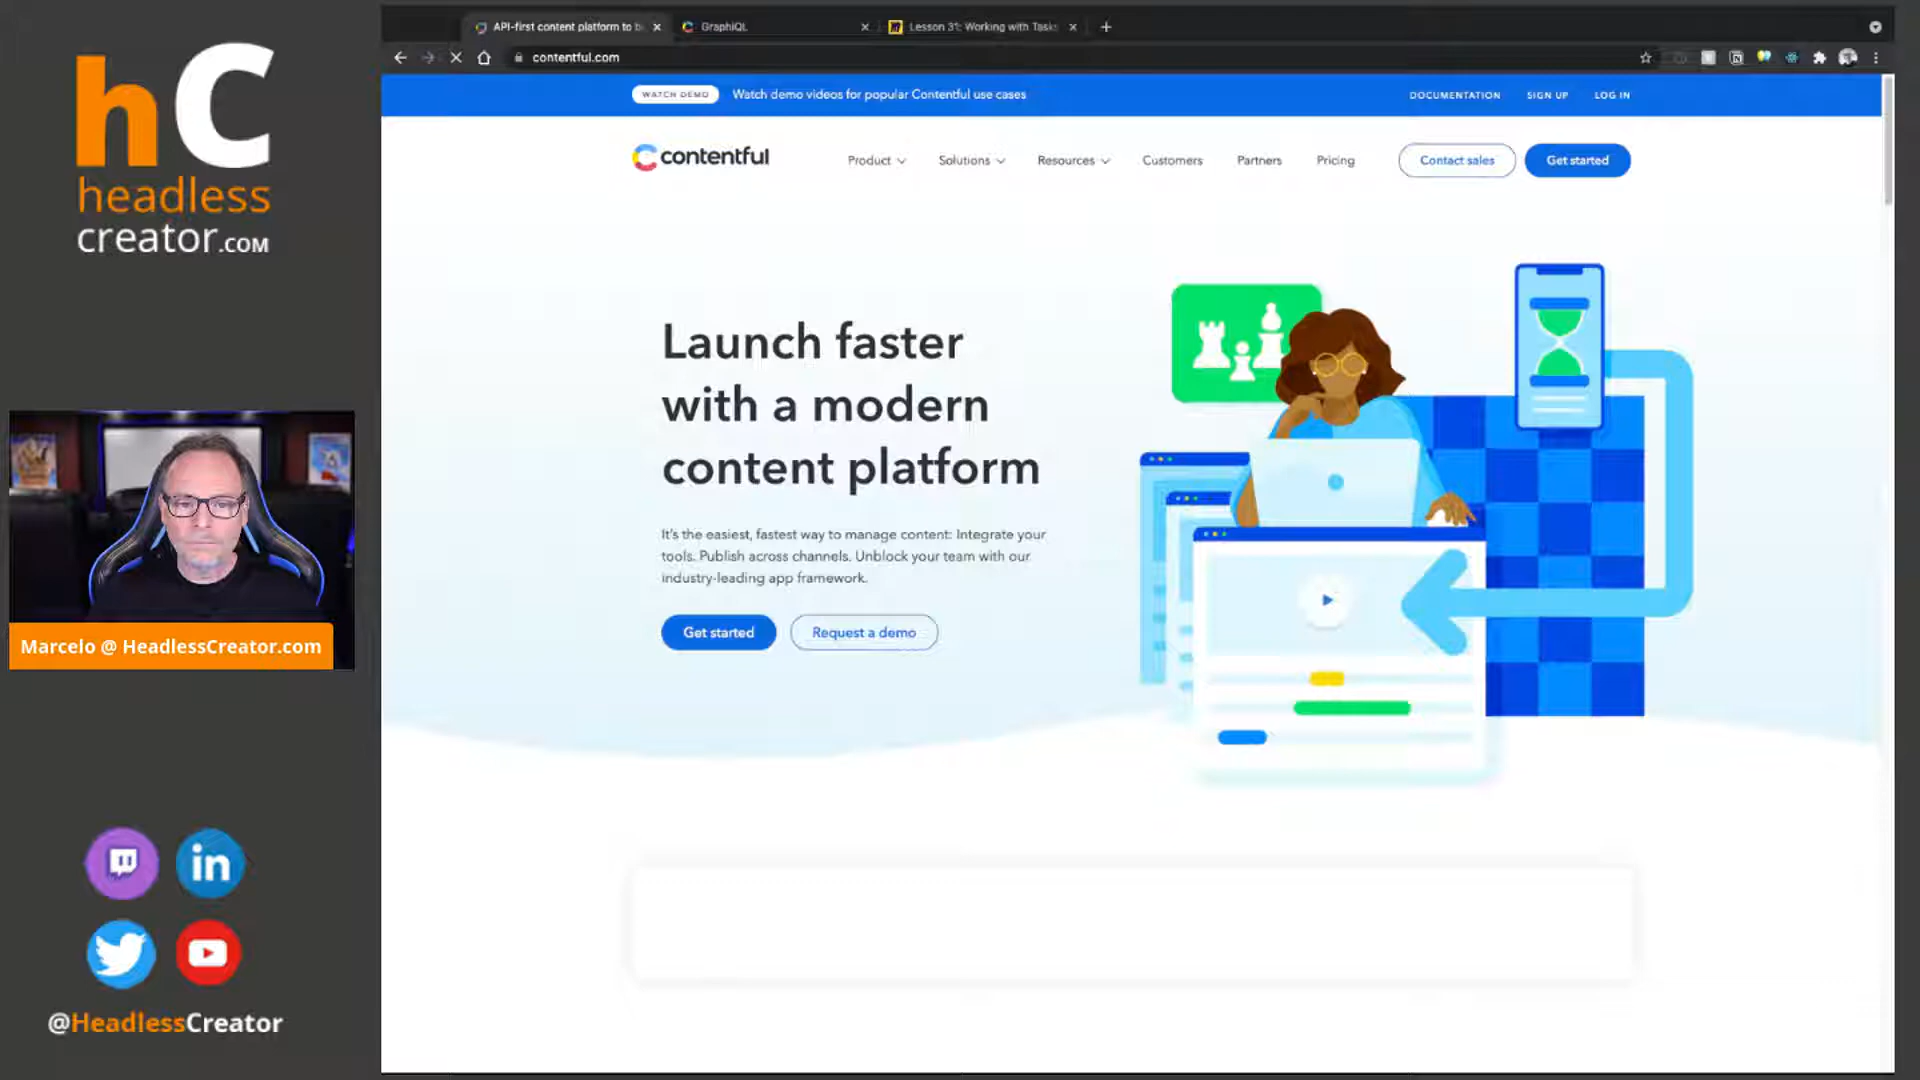 hC
headless
creator.COM
Marcelo @ HeadlessCreator.com
in
@HeadlessCreator
API-first content platform to b
GraphiQL
Lesson 31: Working with Tasks
contentful.com
WATCH DEMO
Watch demo videos for popular Contentful use cases
DOCUMENTATION
SIGN UP
LOG IN
contentful
Product
Solutions
Resources
Customers
Partners
Pricing
Contact sales
Get started
Launch faster
with a modern
content platform
It's the easiest, fastest way to manage content: Integrate your
tools. Publish across channels. Unblock your team with our
industry-leading app framework.
Get started
Request a demo